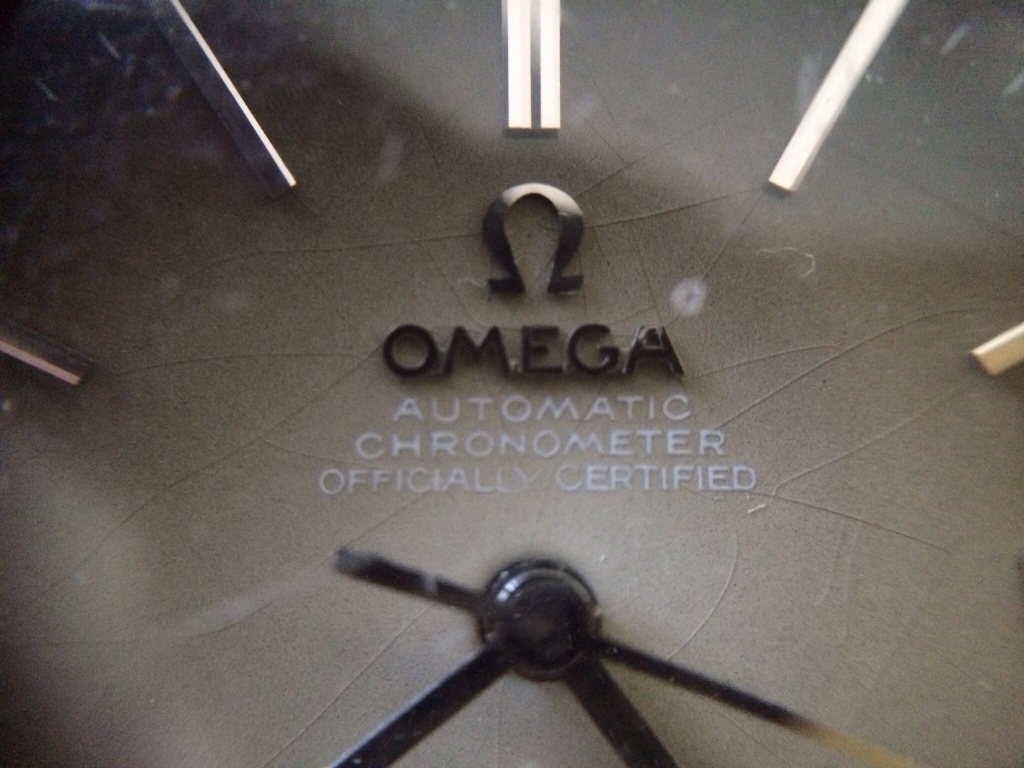 Ω
OMEGA
AUTOMATIC
CHRONOMETER
OFFICIALLY CERTIFIED